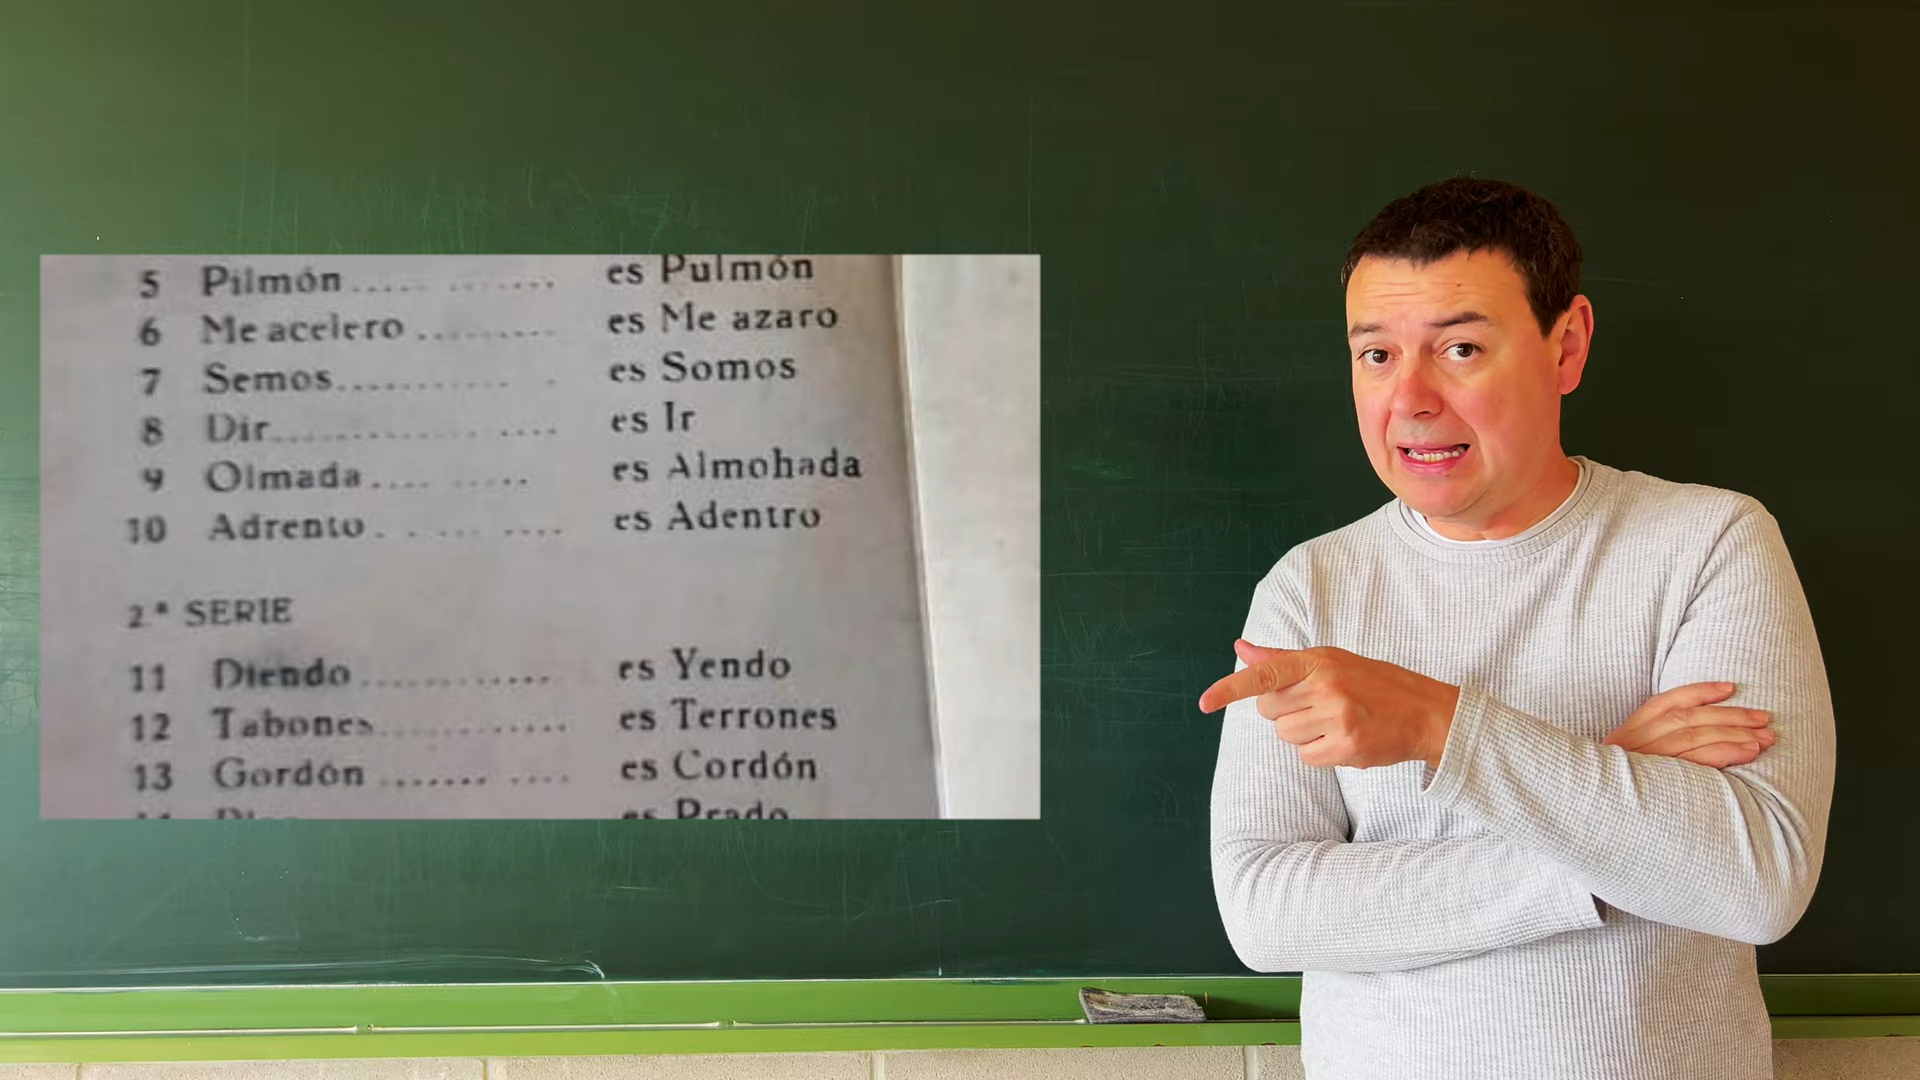 5 Pilmón ..... ....... es Pulmón
6 Me acelero ......... es Me azaro
7 Semos........... . es Somos
8 Dir............. .... es Ir
9 Olmada .... ..... es Almohada
10 Adrento . . ... .... es Adentro
2.ª SERIE
11 Diendo ............ es Yendo
12 Tabones............ es Terrones
13 Gordón ....... .... es Cordón
es Prado